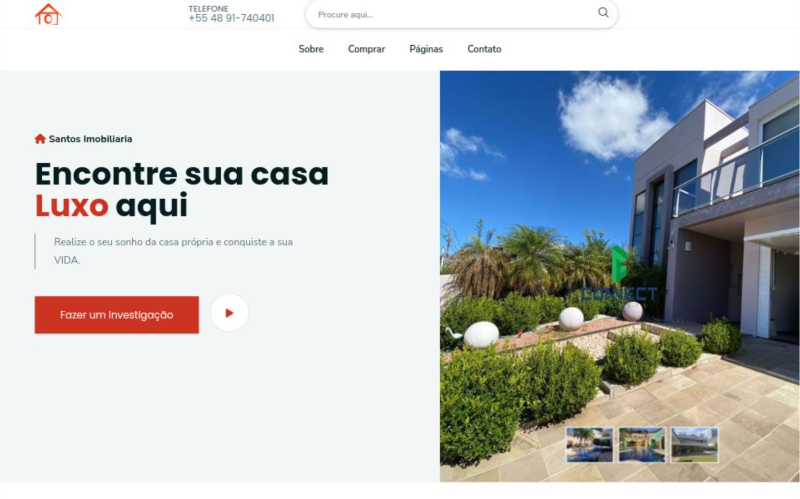 TELEFONE
+55 48 91-740401
Procure aqui...
Sobre
Comprar
Páginas
Contato
Santos Imobiliaria
Encontre sua casa
Luxo aqui
Realize o seu sonho da casa própria e conquiste a sua
VIDA.
Fazer um Investigação
CONNECT